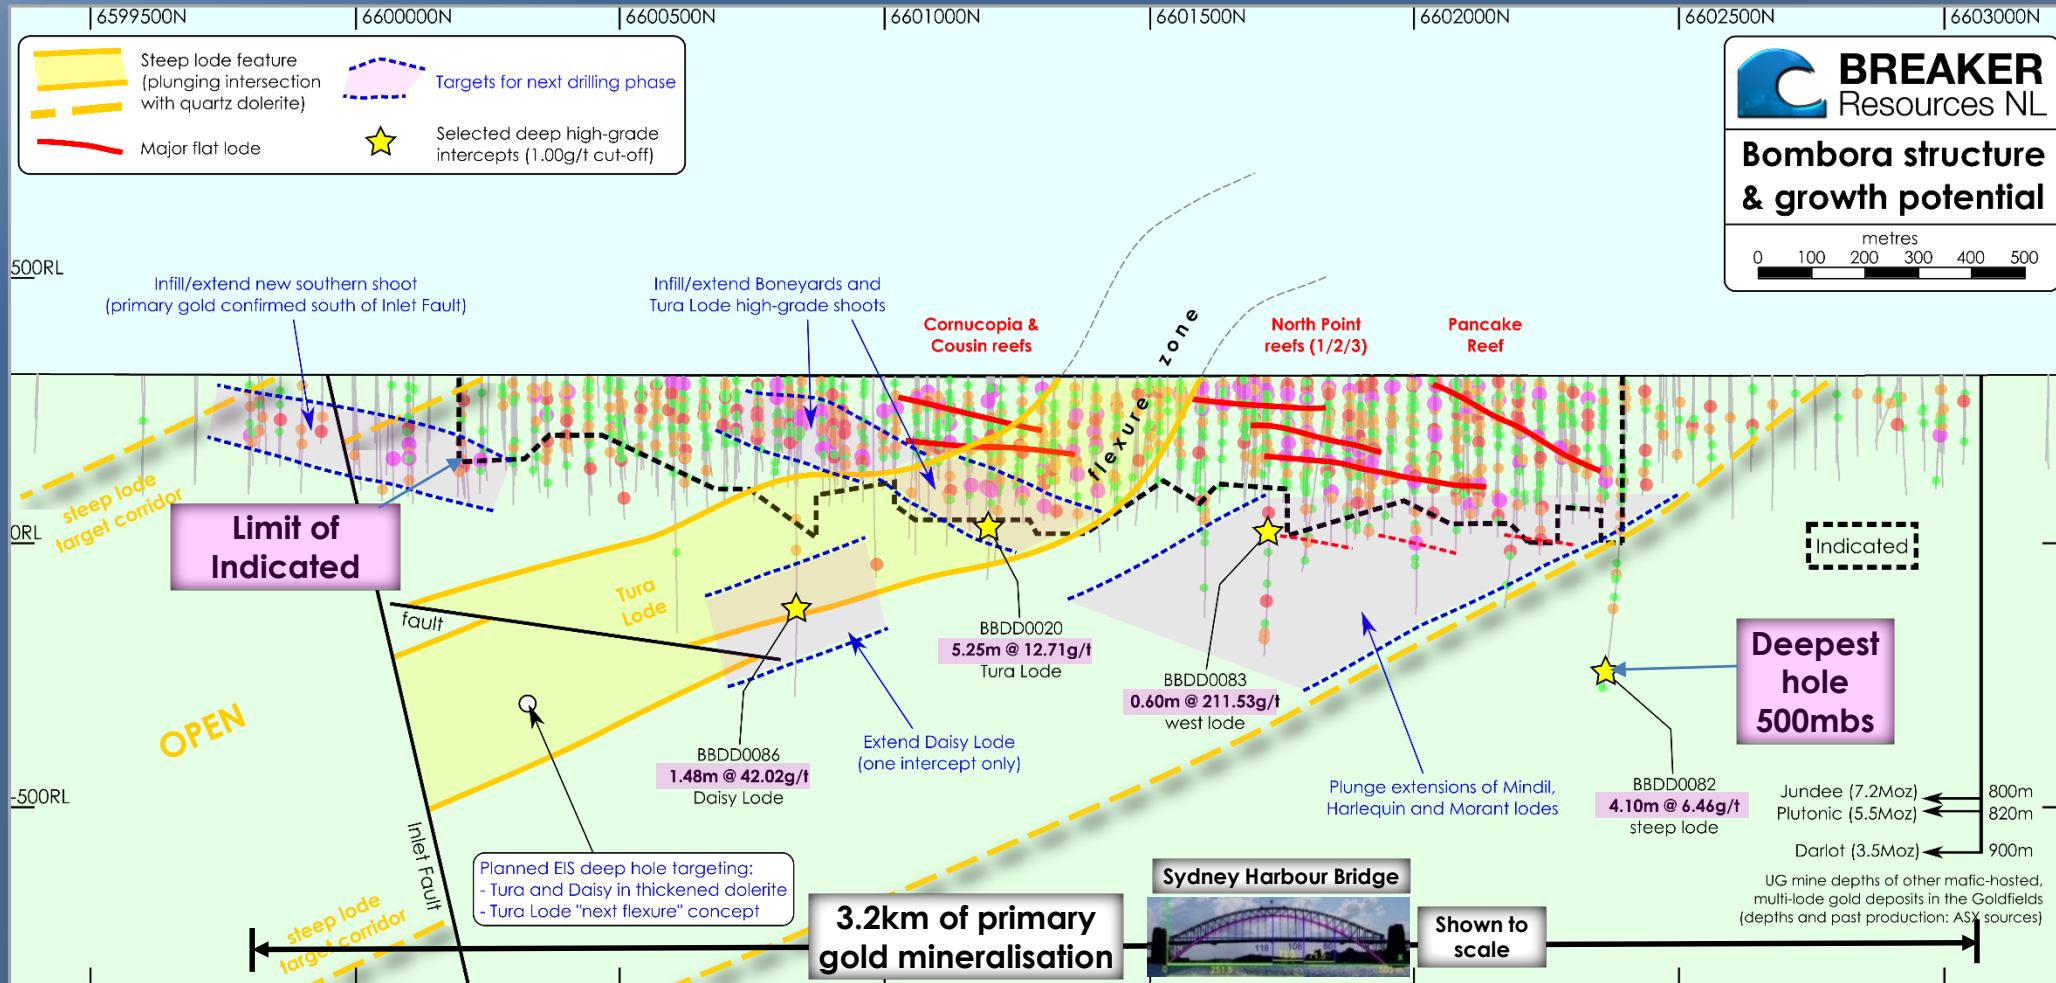 6599500N
6600000N
6600500N
6601000N
6601500N
6602000N
6602500N
6603000N
Steep lode feature
(plunging intersection
with quartz dolerite)
Major flat lode
Targets for next drilling phase
Selected deep high-grade
intercepts (1.00g/t cut-off)
BREAKER
Resources NL
Bombora structure
& growth potential
metres
0 100 200 300 400 500
500RL
Infill/extend new southern shoot
(primary gold confirmed south of Inlet Fault)
Infill/extend Boneyards and
Tura Lode high-grade shoots
Cornucopia &
Cousin reefs
flexure zone
North Point
reefs (1/2/3)
Pancake
Reef
steep lode
target corridor
Limit of
Indicated
0RL
Indicated
Tura
Lode
fault
BBDD0020
5.25m @ 12.71g/t
Tura Lode
BBDD0083
0.60m @ 211.53g/t
west lode
Deepest
hole
500mbs
OPEN
BBDD0086
1.48m @ 42.02g/t
Daisy Lode
Extend Daisy Lode
(one intercept only)
Plunge extensions of Mindil,
Harlequin and Morant lodes
BBDD0082
4.10m @ 6.46g/t
steep lode
-500RL
Jundee (7.2Moz) 800m
Plutonic (5.5Moz) 820m
Darlot (3.5Moz) 900m
UG mine depths of other mafic-hosted,
multi-lode gold deposits in the Goldfields
(depths and past production: ASX sources)
Inlet Fault
Planned EIS deep hole targeting:
- Tura and Daisy in thickened dolerite
- Tura Lode "next flexure" concept
steep lode
target corridor
3.2km of primary
gold mineralisation
Sydney Harbour Bridge
118 108
Shown to
scale